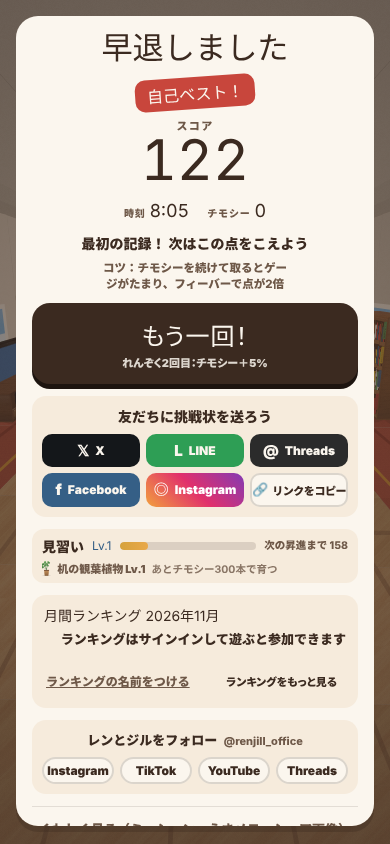 早退しました
自己ベスト！
スコア
122
時刻 8:05 チモシー 0
最初の記録！ 次はこの点をこえよう
コツ：チモシーを続けて取るとゲー
ジがたまり、フィーバーで点が2倍
もう一回！
れんぞく2回目：チモシー＋5%
友だちに挑戦状を送ろう
𝕏 X
L LINE
@ Threads
f Facebook
Instagram
リンクをコピー
見習い Lv.1 次の昇進まで 158
机の観葉植物 Lv.1 あとチモシー300本で育つ
月間ランキング 2026年11月
ランキングはサインインして遊ぶと参加できます
ランキングの名前をつける ランキングをもっと見る
レンとジルをフォロー @renjill_office
Instagram TikTok YouTube Threads